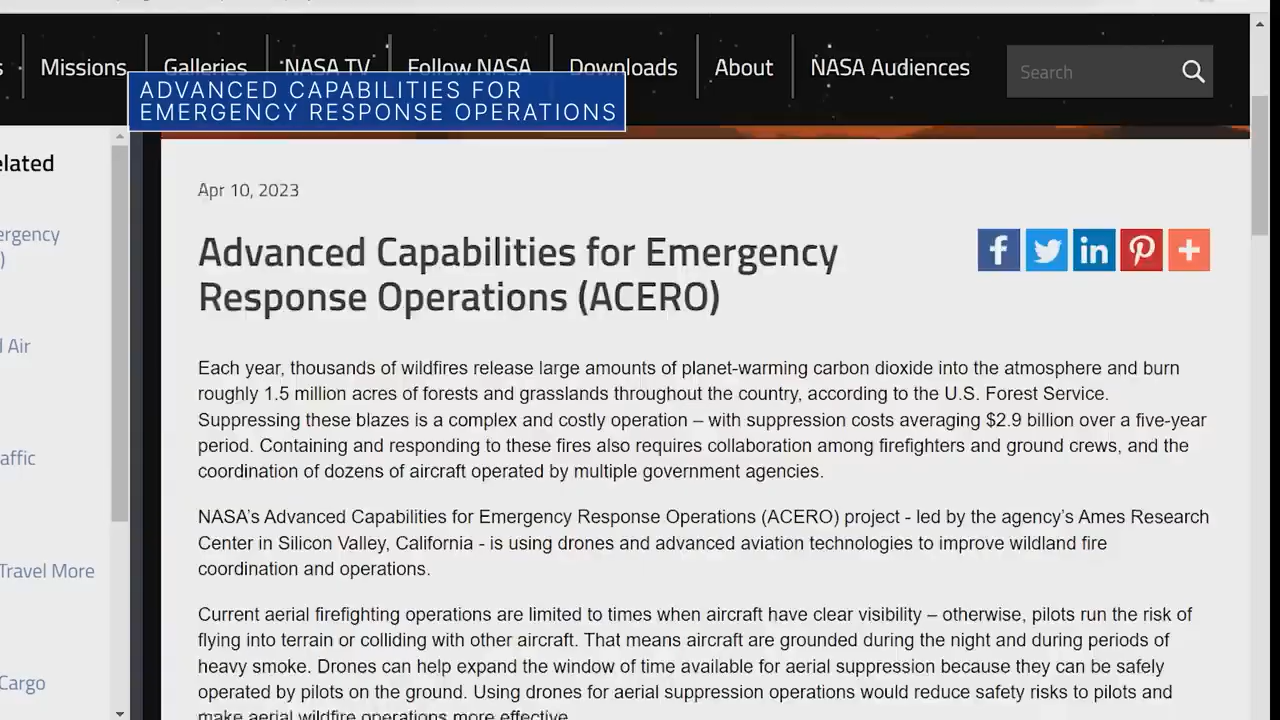 Missions
Galleries
NASA TV
Follow NASA
Downloads
About
NASA Audiences
Search
ADVANCED CAPABILITIES FOR
EMERGENCY RESPONSE OPERATIONS
elated
ergency
)
d Air
affic
Travel More
Cargo
Apr 10, 2023
Advanced Capabilities for Emergency
Response Operations (ACERO)
Each year, thousands of wildfires release large amounts of planet-warming carbon dioxide into the atmosphere and burn
roughly 1.5 million acres of forests and grasslands throughout the country, according to the U.S. Forest Service.
Suppressing these blazes is a complex and costly operation – with suppression costs averaging $2.9 billion over a five-year
period. Containing and responding to these fires also requires collaboration among firefighters and ground crews, and the
coordination of dozens of aircraft operated by multiple government agencies.
NASA's Advanced Capabilities for Emergency Response Operations (ACERO) project - led by the agency's Ames Research
Center in Silicon Valley, California - is using drones and advanced aviation technologies to improve wildland fire
coordination and operations.
Current aerial firefighting operations are limited to times when aircraft have clear visibility – otherwise, pilots run the risk of
flying into terrain or colliding with other aircraft. That means aircraft are grounded during the night and during periods of
heavy smoke. Drones can help expand the window of time available for aerial suppression because they can be safely
operated by pilots on the ground. Using drones for aerial suppression operations would reduce safety risks to pilots and
make aerial wildfire operations more effective.